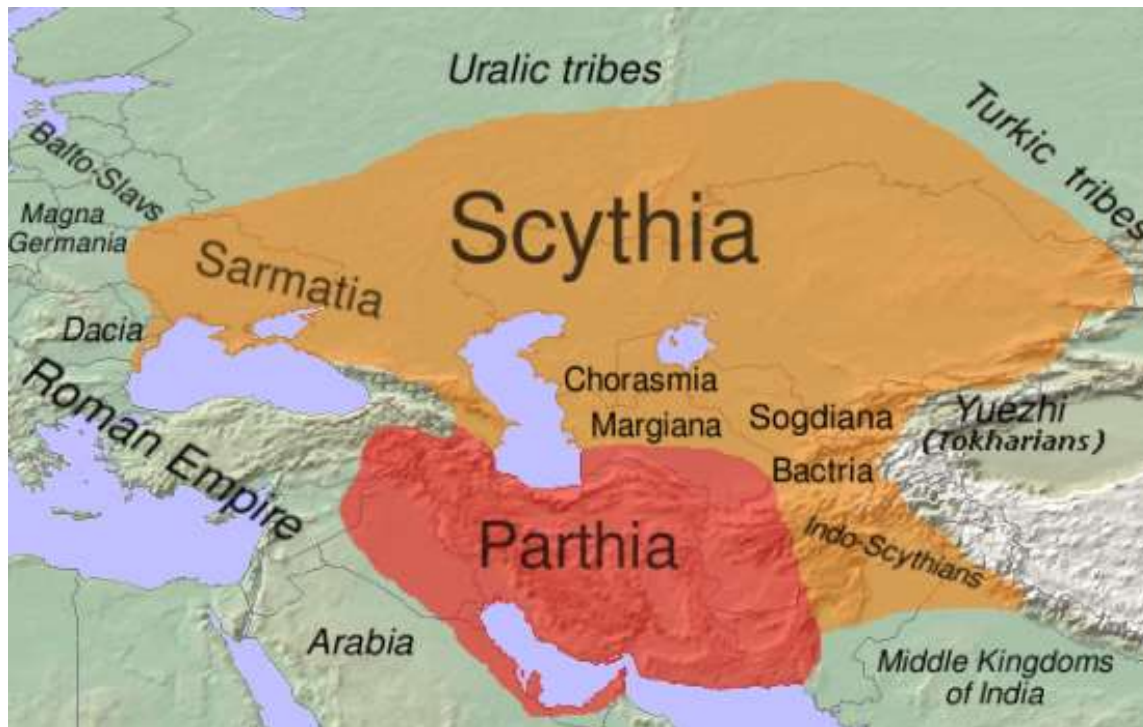 Uralic tribes
Turkic tribes
Balto-Slavs
Magna
Germania
Scythia
Sarmatia
Dacia
Roman Empire
Chorasmia
Margiana
Sogdiana
Bactria
Yuezhi
(Tokharians)
Indo-Scythians
Parthia
Arabia
Middle Kingdoms
of India